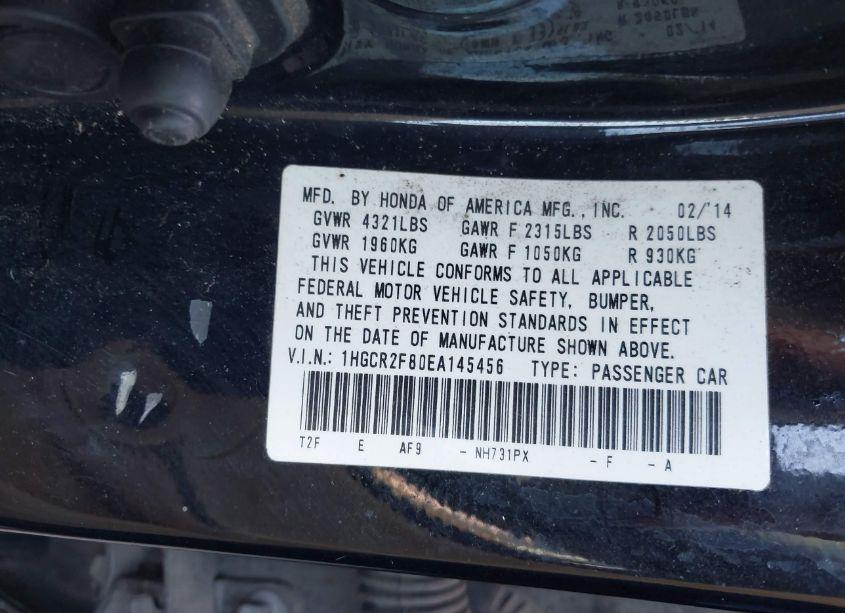 MFD. BY HONDA OF AMERICA MFG., INC. 02/'14
GVWR 4321LBS GAWR F 2315LBS R 2050LBS
GVWR 1960KG GAWR F 1050KG R 930KG
THIS VEHICLE CONFORMS TO ALL APPLICABLE
FEDERAL MOTOR VEHICLE SAFETY, BUMPER,
AND THEFT PREVENTION STANDARDS IN EFFECT
ON THE DATE OF MANUFACTURE SHOWN ABOVE.
V.I.N.: 1HGCR2F80EA145456 TYPE: PASSENGER CAR
T2F E AF9 - NH731PX - F - A